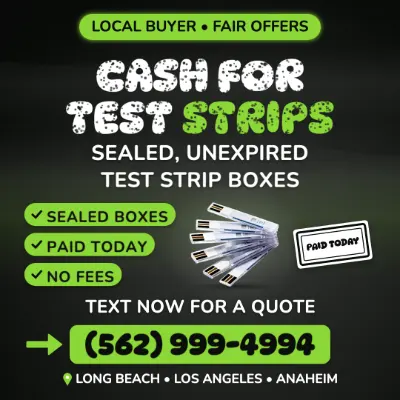 LOCAL BUYER • FAIR OFFERS
CASH FOR
TEST STRIPS
SEALED, UNEXPIRED
TEST STRIP BOXES
SEALED BOXES
PAID TODAY
NO FEES
PAID TODAY
TEXT NOW FOR A QUOTE
(562) 999-4994
LONG BEACH • LOS ANGELES • ANAHEIM